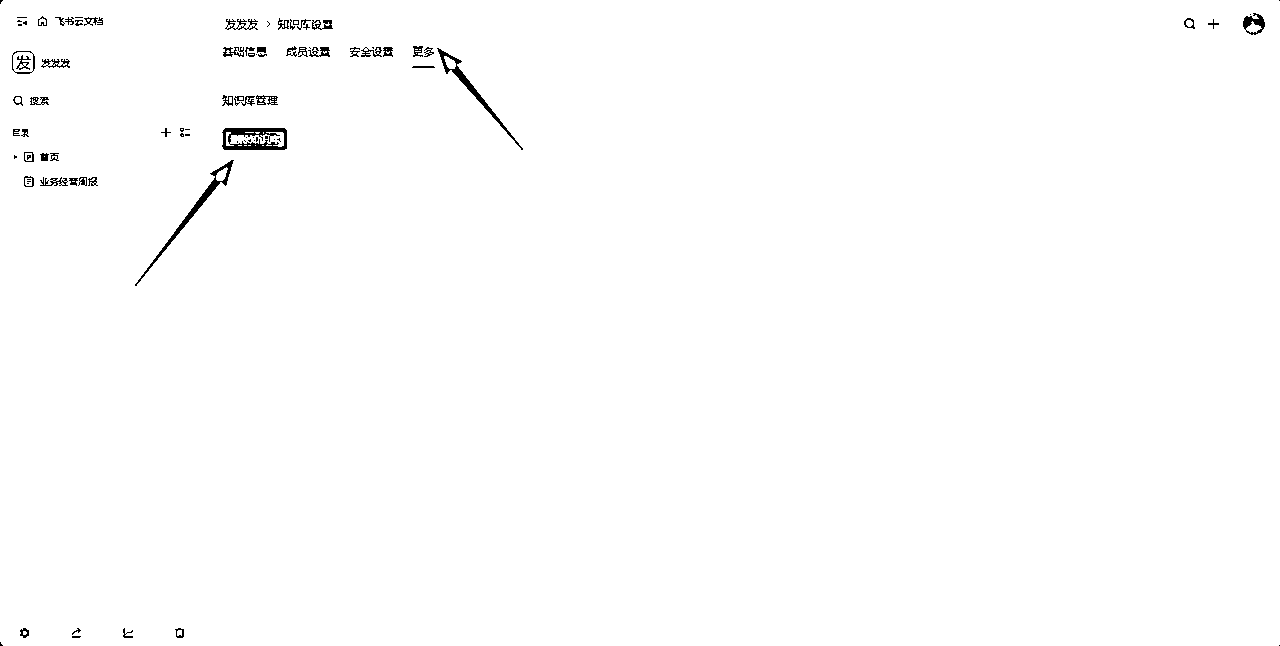 飞书云文档
发 发发发
搜索
目录
首页
业务经营周报
发发发 > 知识库设置
基础信息 成员设置 安全设置 更多
知识库管理